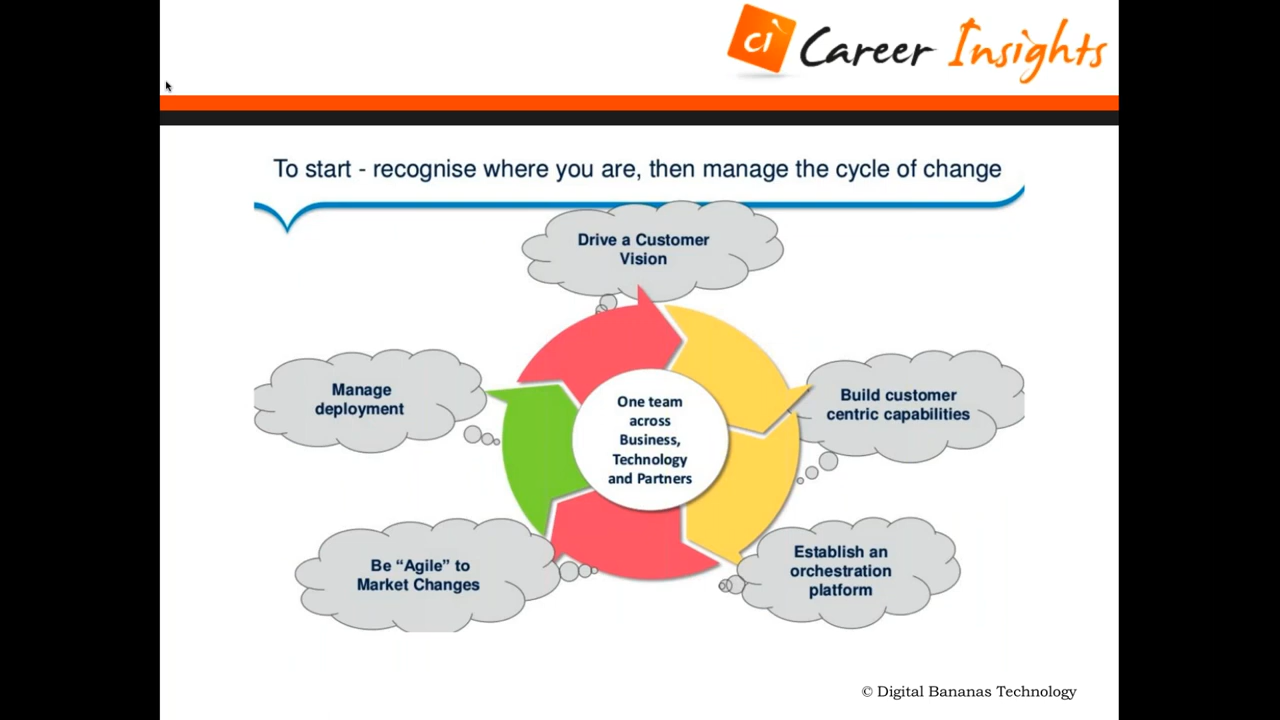 Ci Career Insights
To start - recognise where you are, then manage the cycle of change
Drive a Customer
Vision
Manage
deployment
One team
across
Business,
Technology
and Partners
Build customer
centric capabilities
Be “Agile” to
Market Changes
Establish an
orchestration
platform
© Digital Bananas Technology